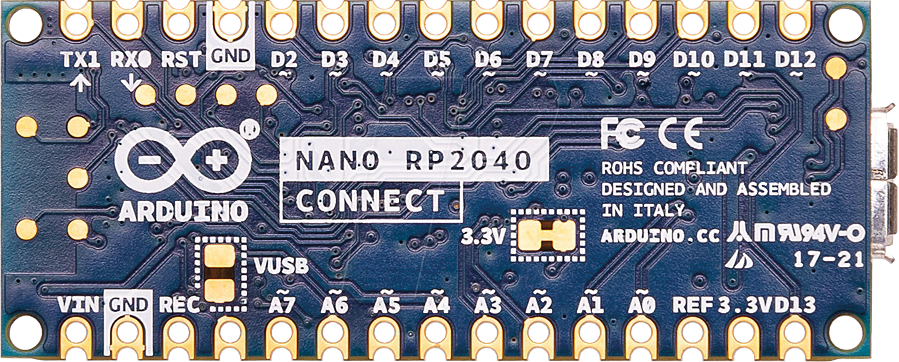 TX1 RX0 RST GND D2 D3 D4 D5 D6 D7 D8 D9 D10 D11 D12
~ ~ ~ ~ ~ ~ ~ ~ ~ ~ ~
↑ ↓
®
FC CE
NANO RP2040
CONNECT
ARDUINO
ROHS COMPLIANT
DESIGNED AND ASSEMBLED
IN ITALY
ARDUINO.CC 94V-0
17-21
3.3V
VUSB
VIN GND REC A7 A6 A5 A4 A3 A2 A1 A0 REF 3.3V D13